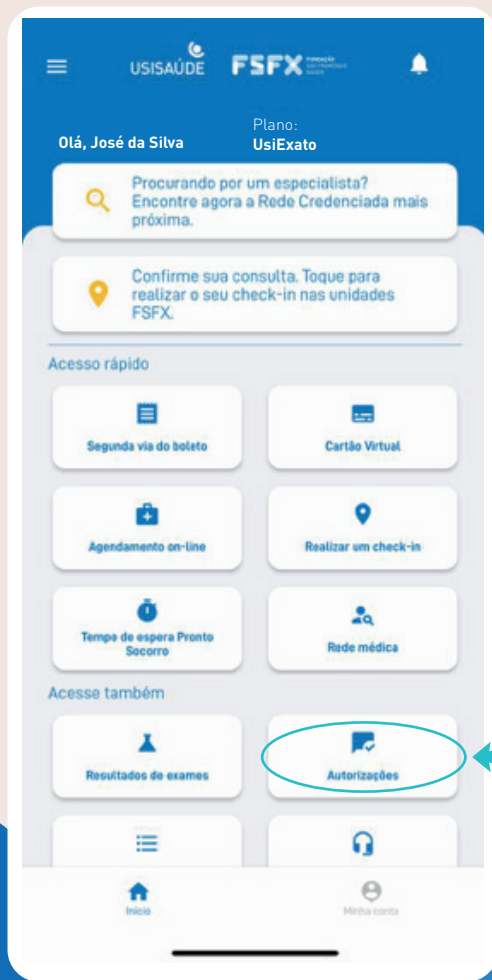 USISAÚDE FSFX
Plano:
Olá, José da Silva UsiExato
Procurando por um especialista?
Encontre agora a Rede Credenciada mais
próxima.
Confirme sua consulta. Toque para
realizar o seu check-in nas unidades
FSFX.
Acesso rápido
Segunda via do boleto
Cartão Virtual
Agendamento on-line
Realizar um check-in
Tempo de espera Pronto
Socorro
Rede médica
Acesse também
Resultados de exames
Autorizações
Início
Minha conta